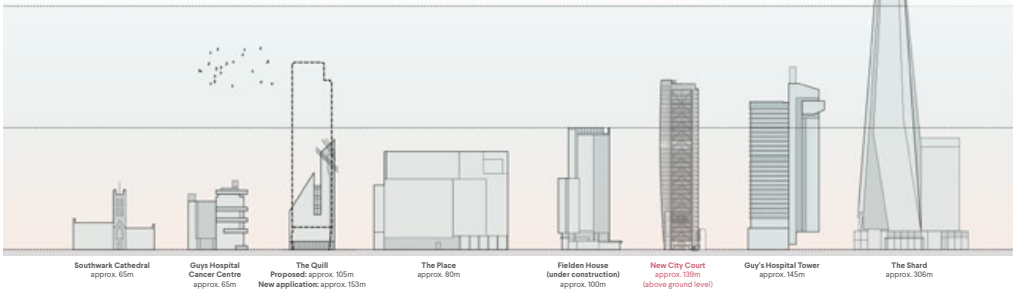 Southwark Cathedral
approx. 65m
Guys Hospital
Cancer Centre
approx. 65m
The Quill
Proposed: approx. 105m
New application: approx. 153m
The Place
approx. 80m
Fielden House
(under construction)
approx. 100m
New City Court
approx. 139m
(above ground level)
Guy's Hospital Tower
approx. 145m
The Shard
approx. 306m